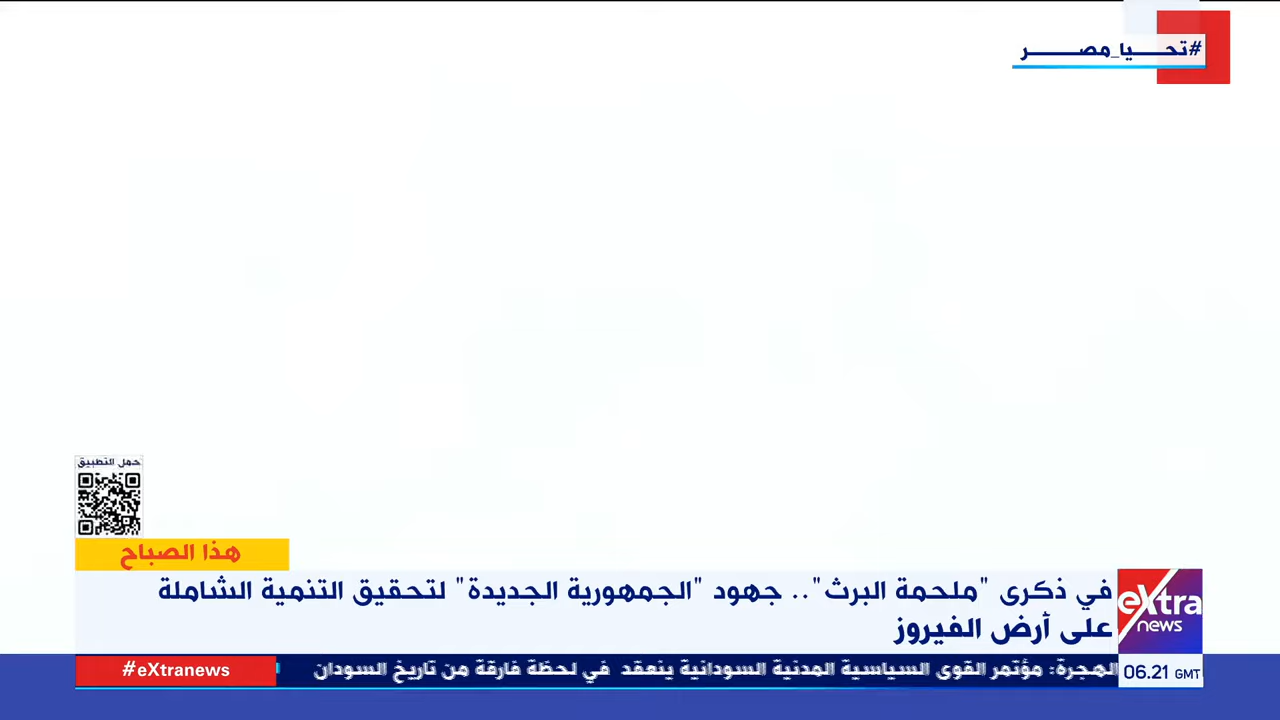 #تحـــيا_مصـــــر
حمل التطبيق
هذا الصباح
في ذكرى "ملحمة البرث".. جهود "الجمهورية الجديدة" لتحقيق التنمية الشاملة
على أرض الفيروز
eXtra
news
الهجرة: مؤتمر القوى السياسية المدنية السودانية ينعقد في لحظة فارقة من تاريخ السودان
#eXtranews
06.21 GMT